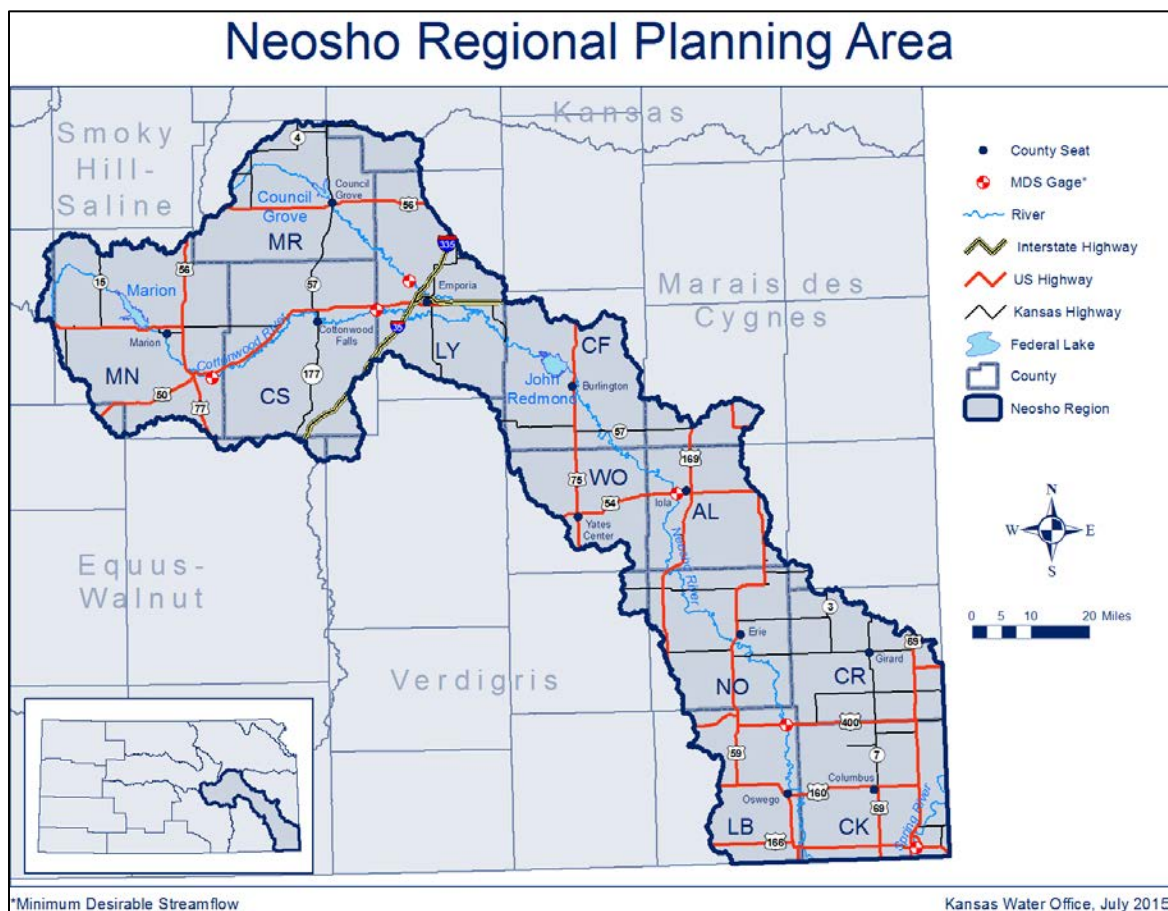 Neosho Regional Planning Area
Kansas
Smoky
Hill-
Saline
4
Council
Grove
Council
Grove
56
MR
335
County Seat
MDS Gage*
River
Interstate Highway
US Highway
Kansas Highway
Federal Lake
County
Neosho Region
15
Marion
56
57
Emporia
Marais des
Cygnes
Marion
Cottonwood River
Cottonwood
Falls
35
LY
CF
MN
CS
177
John
Redmond
Burlington
50
77
57
169
75
WO
54
Iola
AL
Yates
Center
Neosho River
N
W
E
S
Equus-
Walnut
3
0 5 10 20 Miles
Erie
69
Girard
Verdigris
NO
CR
400
59
7
Columbus
Oswego
160
69
Spring River
LB
CK
166
*Minimum Desirable Streamflow
Kansas Water Office, July 2015